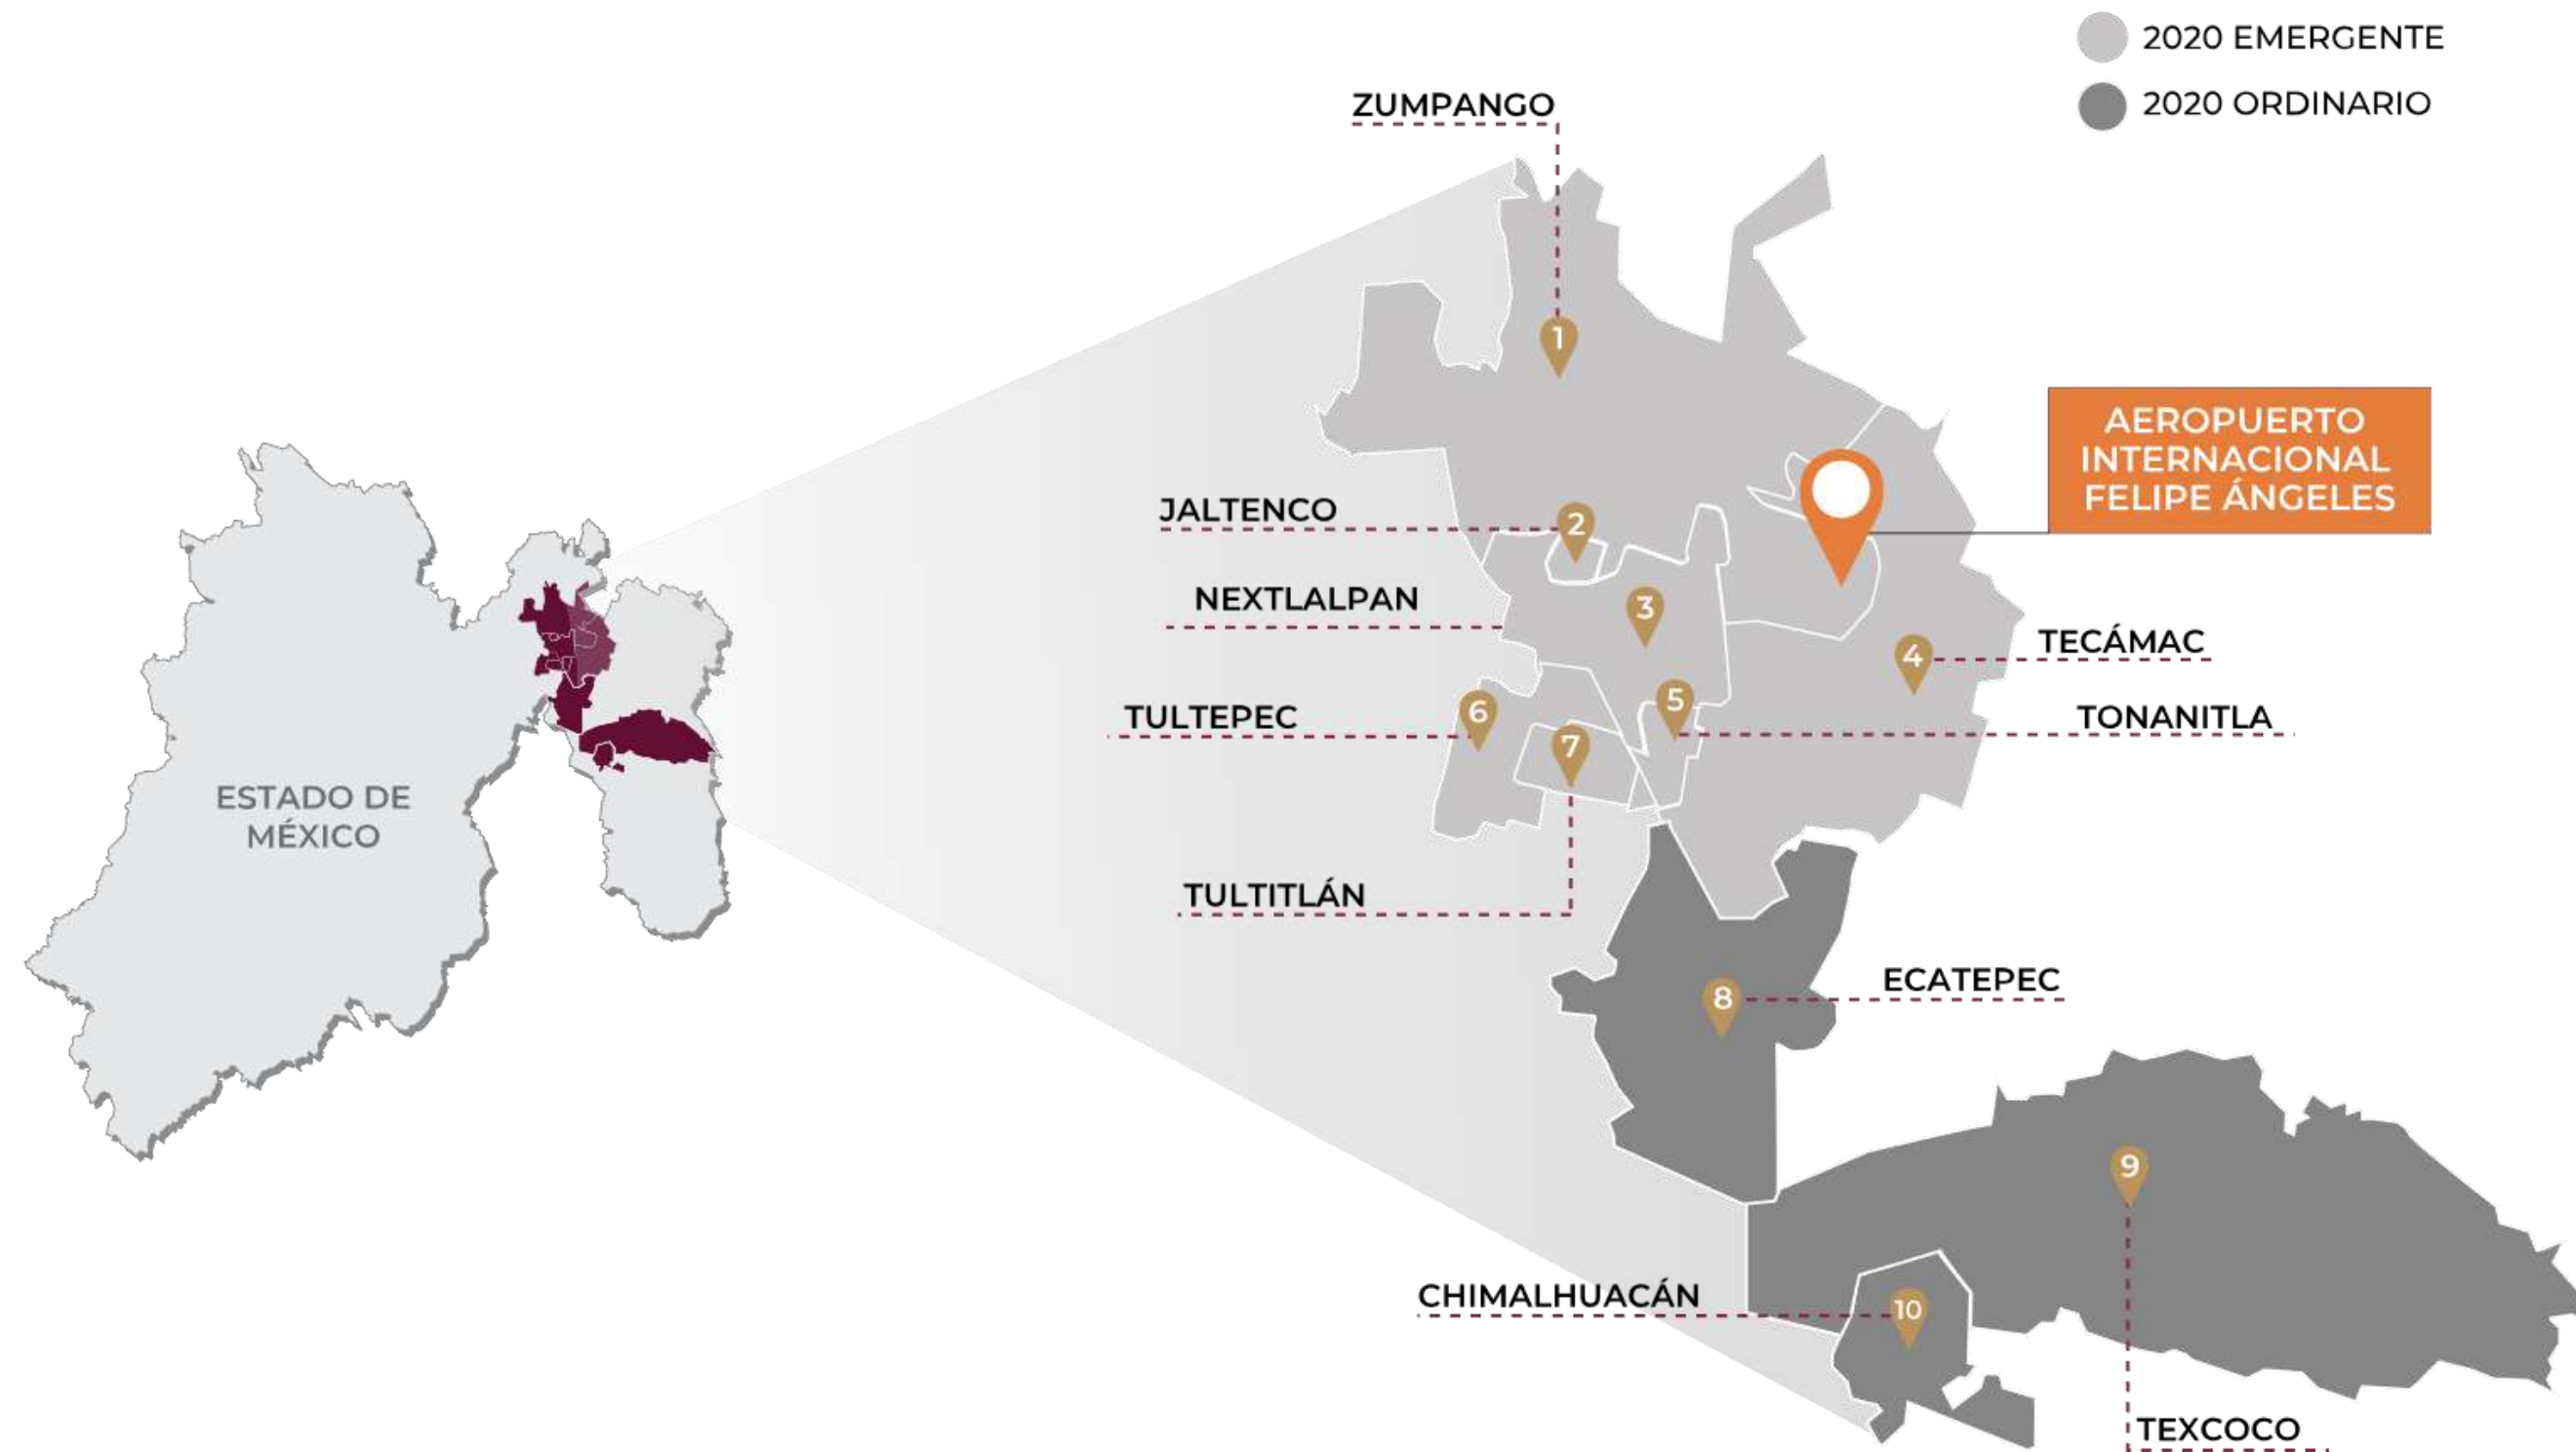 2020 EMERGENTE
2020 ORDINARIO
ZUMPANGO
1
AEROPUERTO
INTERNACIONAL
FELIPE ÁNGELES
JALTENCO
2
NEXTLALPAN
3
TECÁMAC
4
TULTEPEC
6
5
TONANITLA
7
TULTITLÁN
ESTADO DE
MÉXICO
8
ECATEPEC
9
CHIMALHUACÁN
10
TEXCOCO